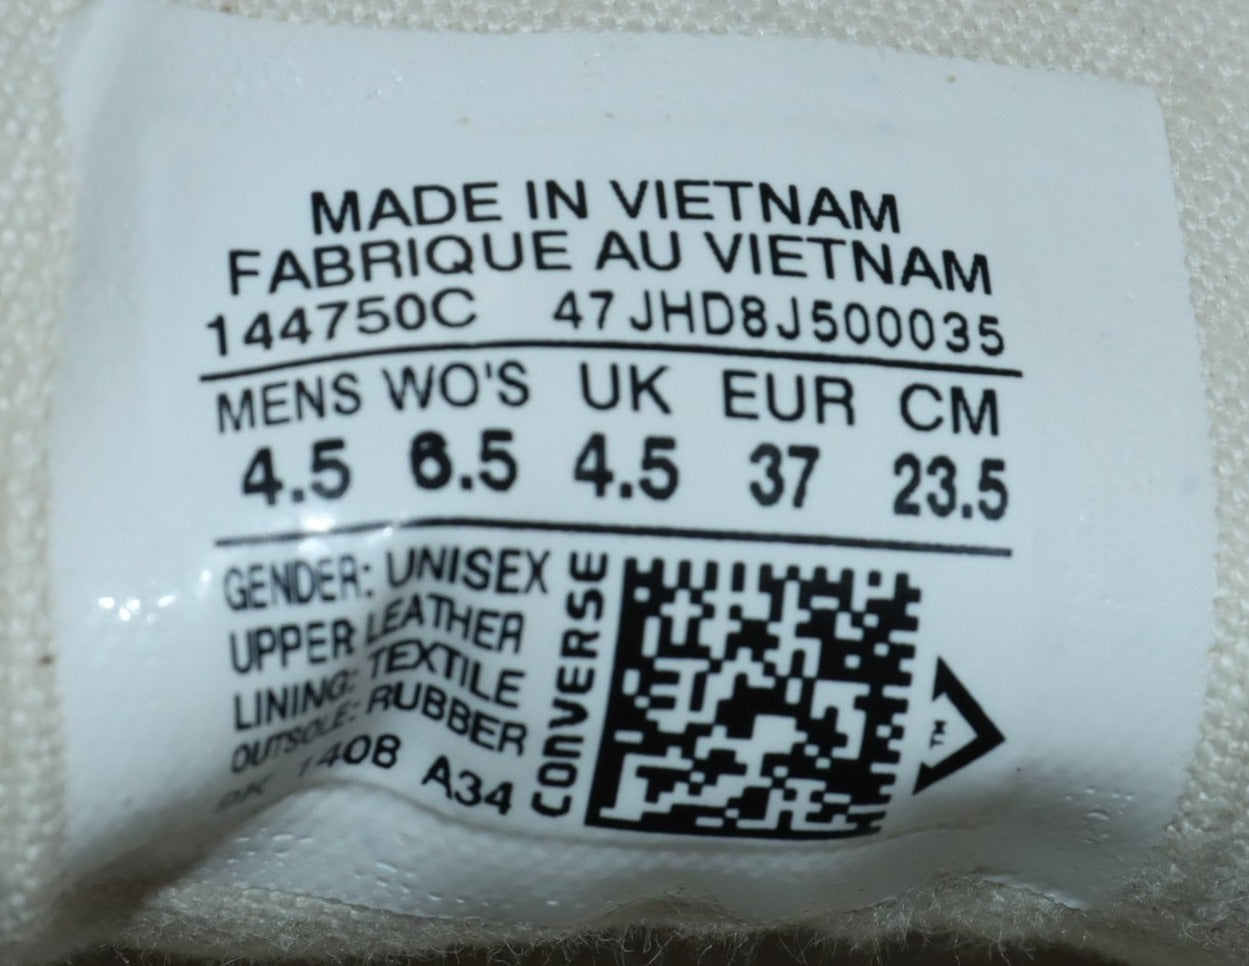 MADE IN VIETNAM
FABRIQUE AU VIETNAM
144750C 47JHD8J500035
MENS WO'S UK EUR CM
4.5 6.5 4.5 37 23.5
GENDER: UNISEX
UPPER LEATHER
LINING: TEXTILE
OUTSOLE: RUBBER
1408 A34
CONVERSE
TM